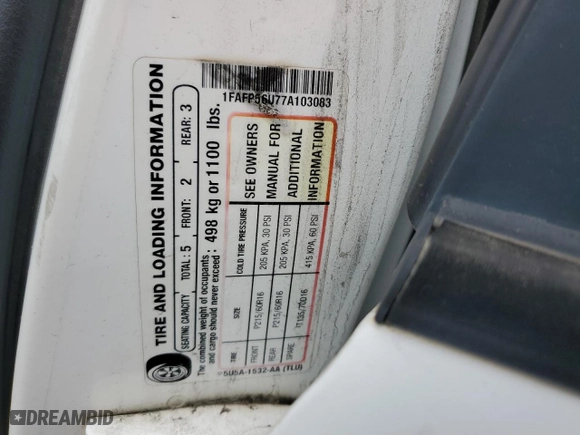 1FAFP56U77A103083
TIRE AND LOADING INFORMATION
SEATING CAPACITY TOTAL: 5 FRONT: 2 REAR: 3
The combined weight of occupants
and cargo should never exceed: 498 kg or 1100 lbs.
TIRE SIZE COLD TIRE PRESSURE SEE OWNERS
FRONT P215/60R16 205 KPA, 30 PSI MANUAL FOR
REAR P215/60R16 205 KPA, 30 PSI ADDITIONAL
SPARE T135/70D16 415 KPA, 60 PSI INFORMATION
5U5A-1532-AA (TLU)
DREAMBID